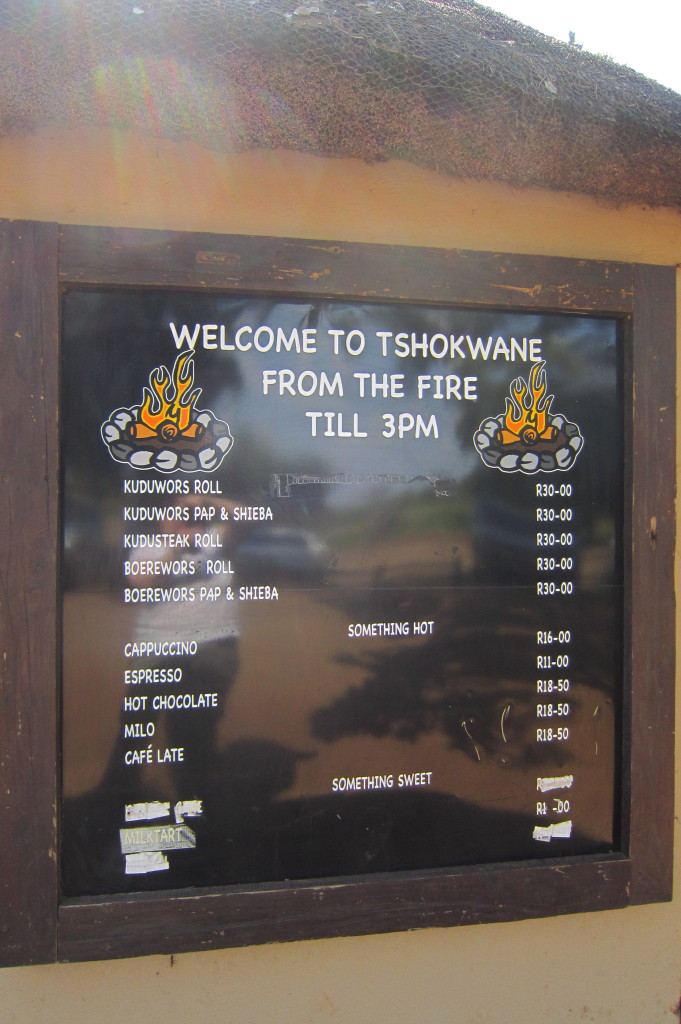 WELCOME TO TSHOKWANE
FROM THE FIRE
TILL 3PM
KUDUWORS ROLL R30-00
KUDUWORS PAP & SHIEBA R30-00
KUDUSTEAK ROLL R30-00
BOEREWORS ROLL R30-00
BOEREWORS PAP & SHIEBA R30-00
SOMETHING HOT
CAPPUCCINO R16-00
ESPRESSO R11-00
HOT CHOCOLATE R18-50
MILO R18-50
CAFÉ LATE R18-50
SOMETHING SWEET
MILKTART